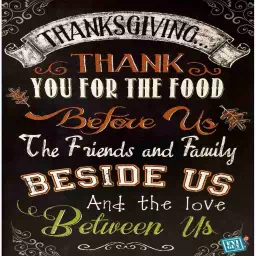 THANKSGIVING...
THANK
YOU FOR THE FOOD
Before Us
The Friends and Family
BESIDE US
And the love
Between Us